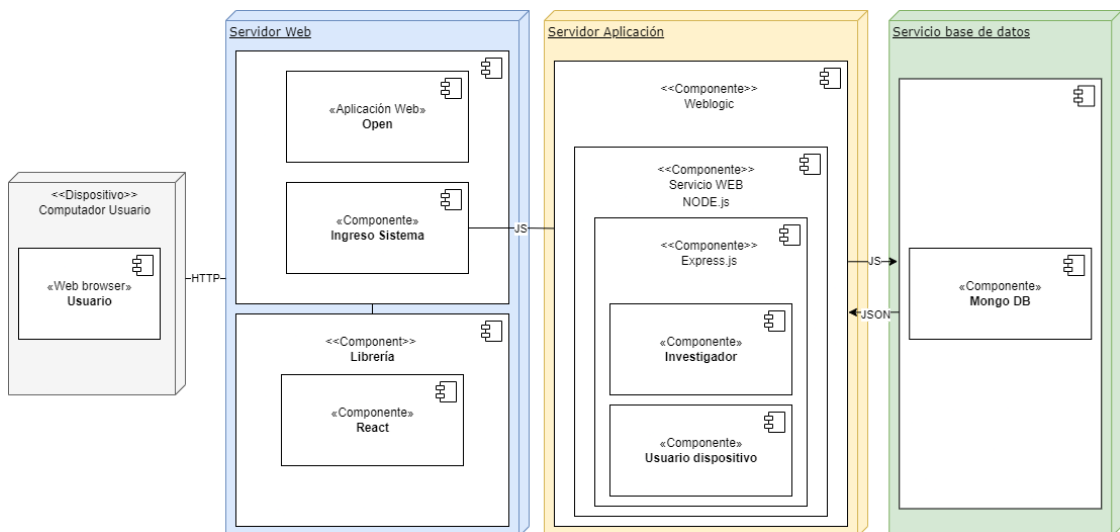 <<Dispositivo>>
Computador Usuario
«Web browser»
Usuario
HTTP
Servidor Web
«Aplicación Web»
Open
«Componente»
Ingreso Sistema
<<Component>>
Librería
«Componente»
React
JS
Servidor Aplicación
<<Componente>>
Weblogic
<<Componente>>
Servicio WEB
NODE.js
<<Componente>>
Express.js
«Componente»
Investigador
«Componente»
Usuario dispositivo
JS
JSON
Servicio base de datos
«Componente»
Mongo DB